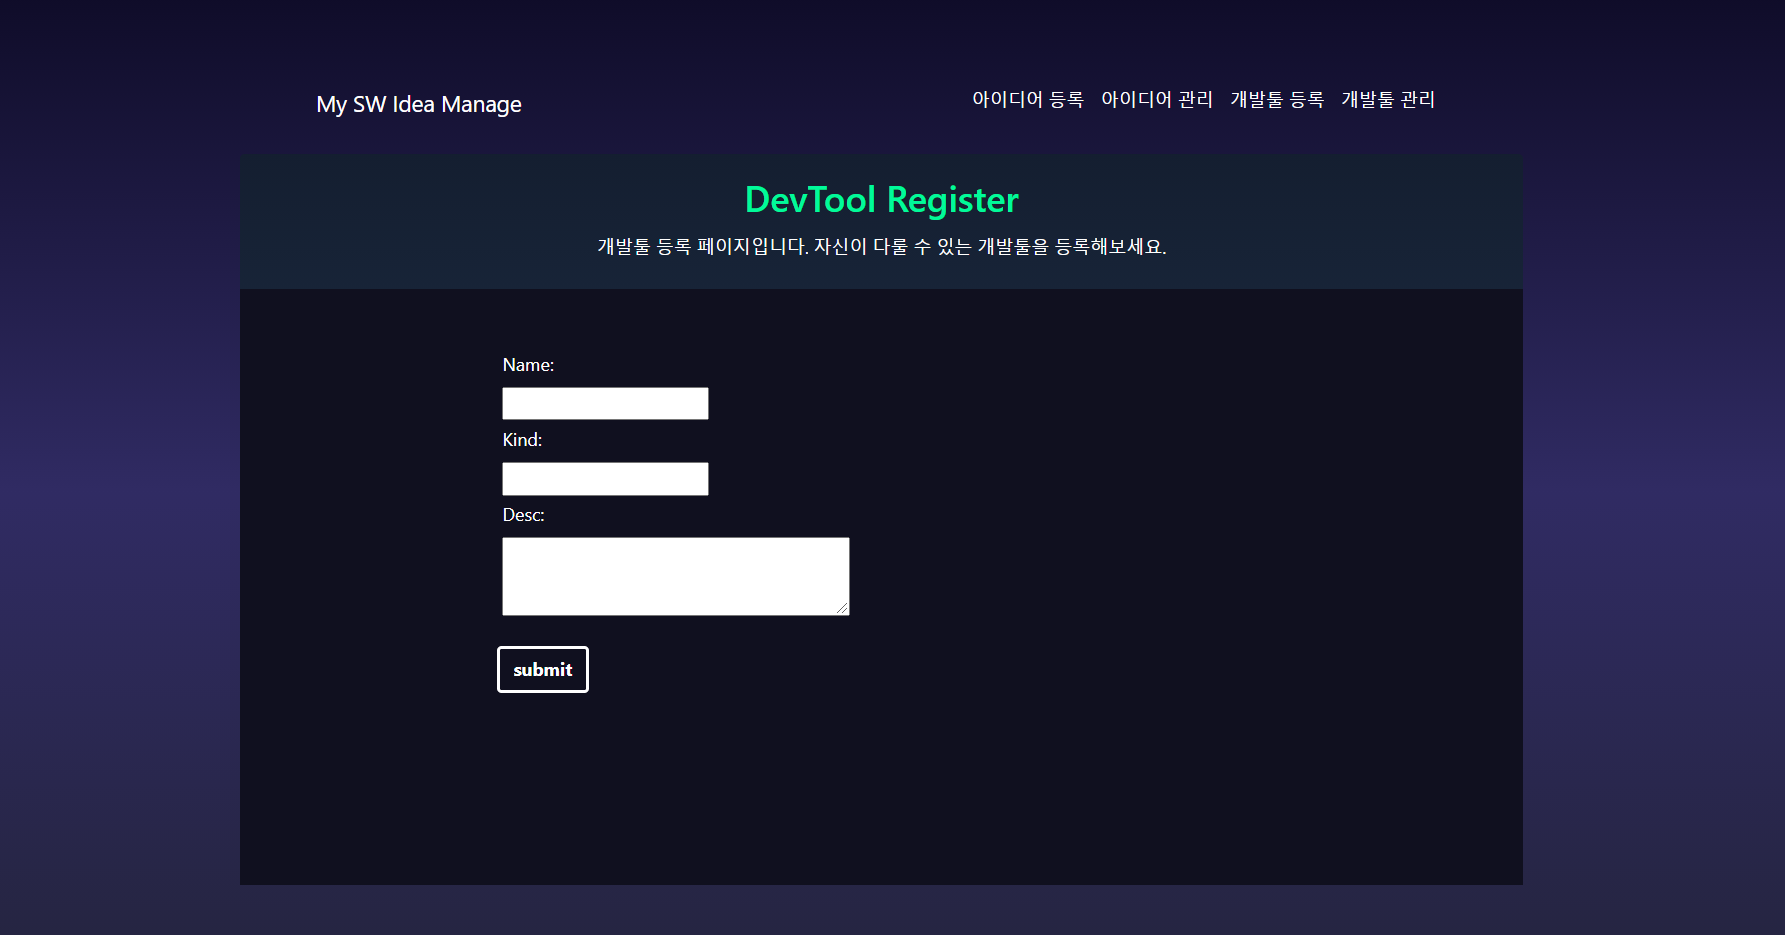 My SW Idea Manage
아이디어 등록 아이디어 관리 개발툴 등록 개발툴 관리
DevTool Register
개발툴 등록 페이지입니다. 자신이 다룰 수 있는 개발툴을 등록해보세요.
Name:
Kind:
Desc:
submit